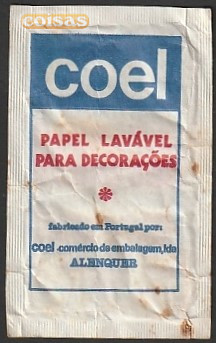 coisas
coel
PAPEL LAVÁVEL
PARA DECORAÇÕES
fabricado em Portugal por:
coel-comércio de embalagem, lda
ALENQUER